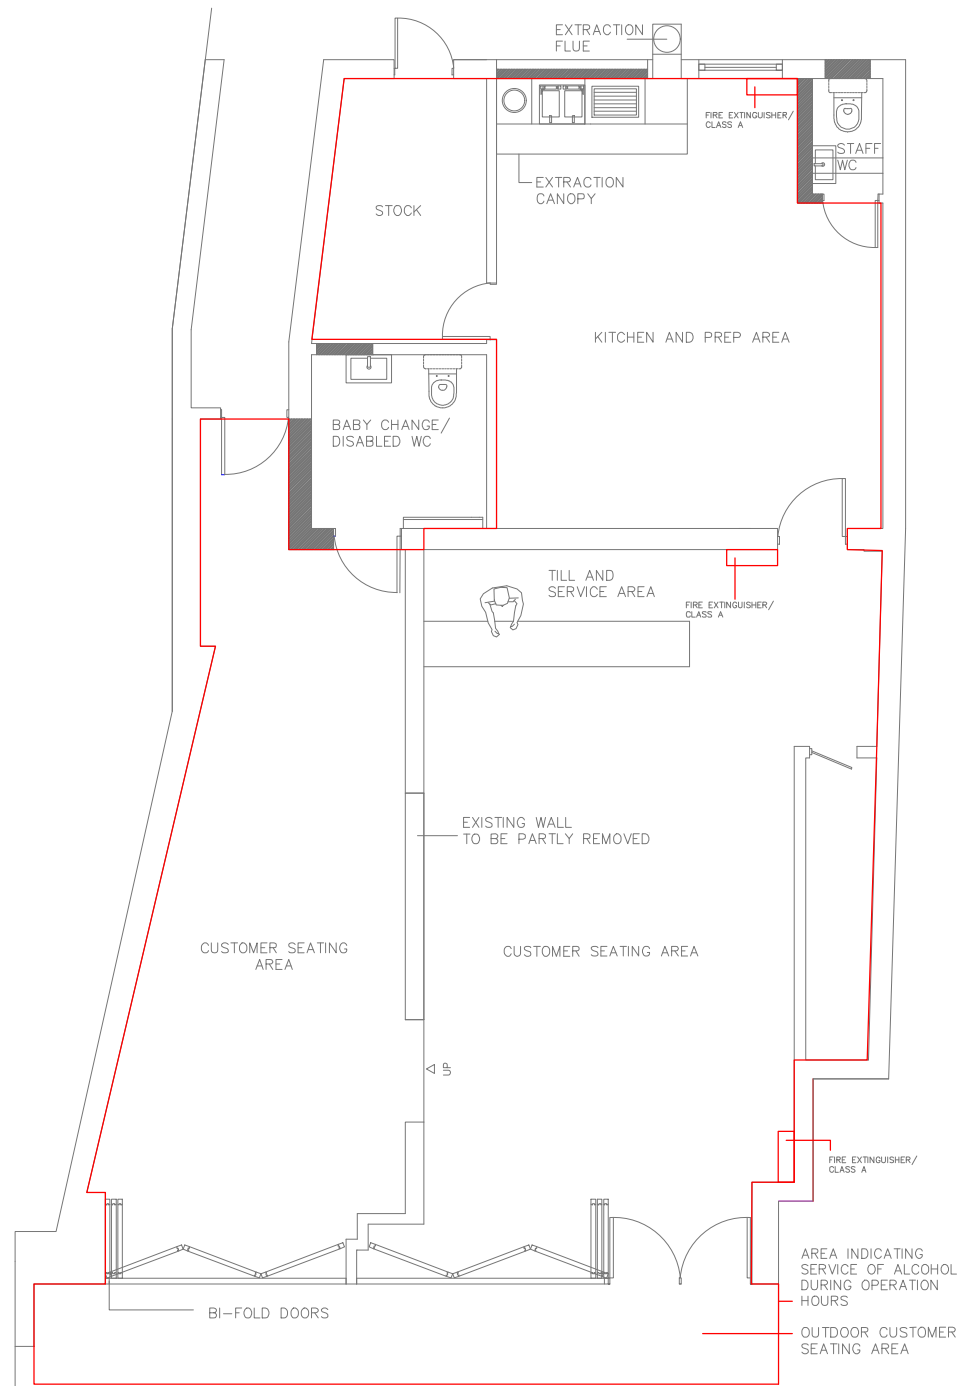 EXTRACTION
FLUE
FIRE EXTINGUISHER/
CLASS A
STAFF
WC
EXTRACTION
CANOPY
STOCK
KITCHEN AND PREP AREA
BABY CHANGE/
DISABLED WC
TILL AND
SERVICE AREA
FIRE EXTINGUISHER/
CLASS A
EXISTING WALL
TO BE PARTLY REMOVED
CUSTOMER SEATING
AREA
CUSTOMER SEATING AREA
UP
FIRE EXTINGUISHER/
CLASS A
AREA INDICATING
SERVICE OF ALCOHOL
DURING OPERATION
HOURS
BI-FOLD DOORS
OUTDOOR CUSTOMER
SEATING AREA